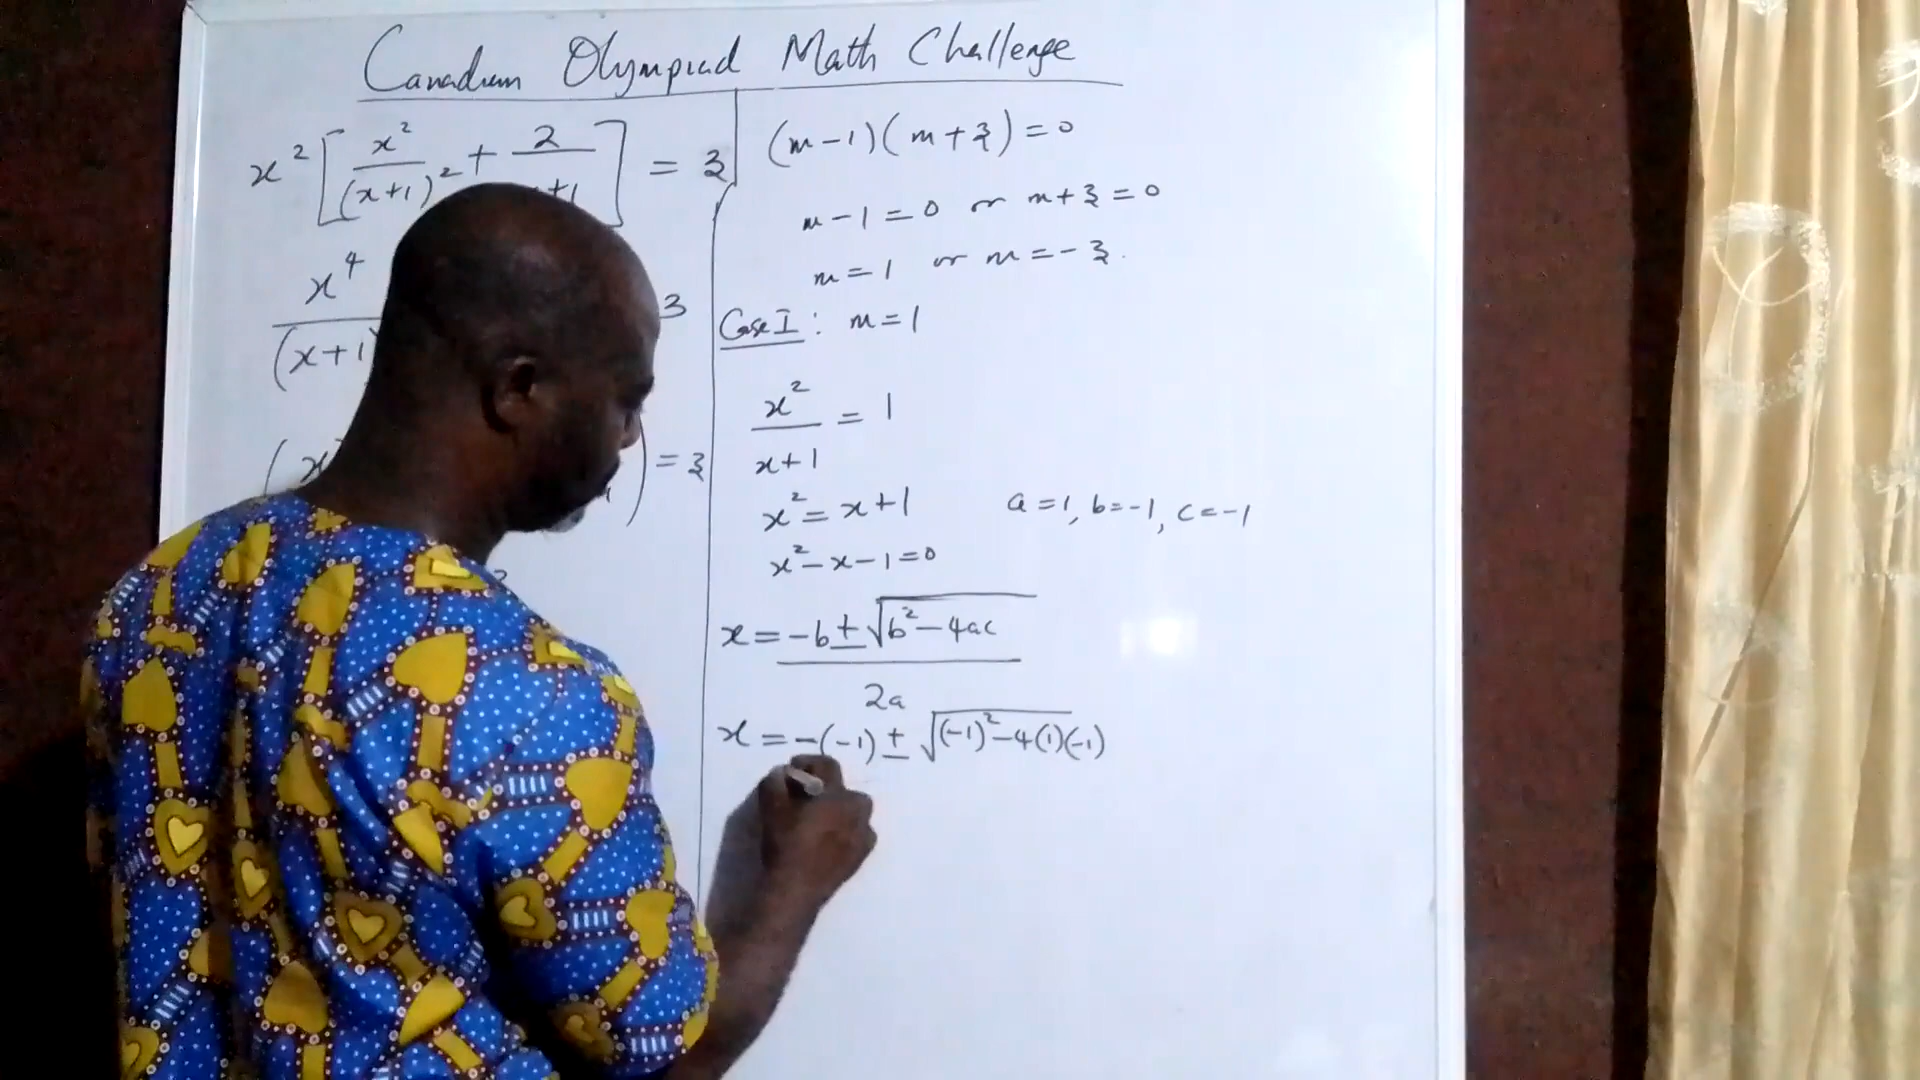 Canadian Olympiad Math Challenge
x² [ x²/(x+1)² + 2/ +1 ] = 3
x⁴
(x+1) 3
(x ) = 3
2
(m-1)(m+3)=0
m-1=0 or m+3=0
m=1 or m=-3.
Case I: m=1
x²/x+1 = 1
x²=x+1 a=1, b=-1, c=-1
x²-x-1=0
x=-b±√b²-4ac
2a
x=-(-1)±√(-1)²-4(1)(-1)